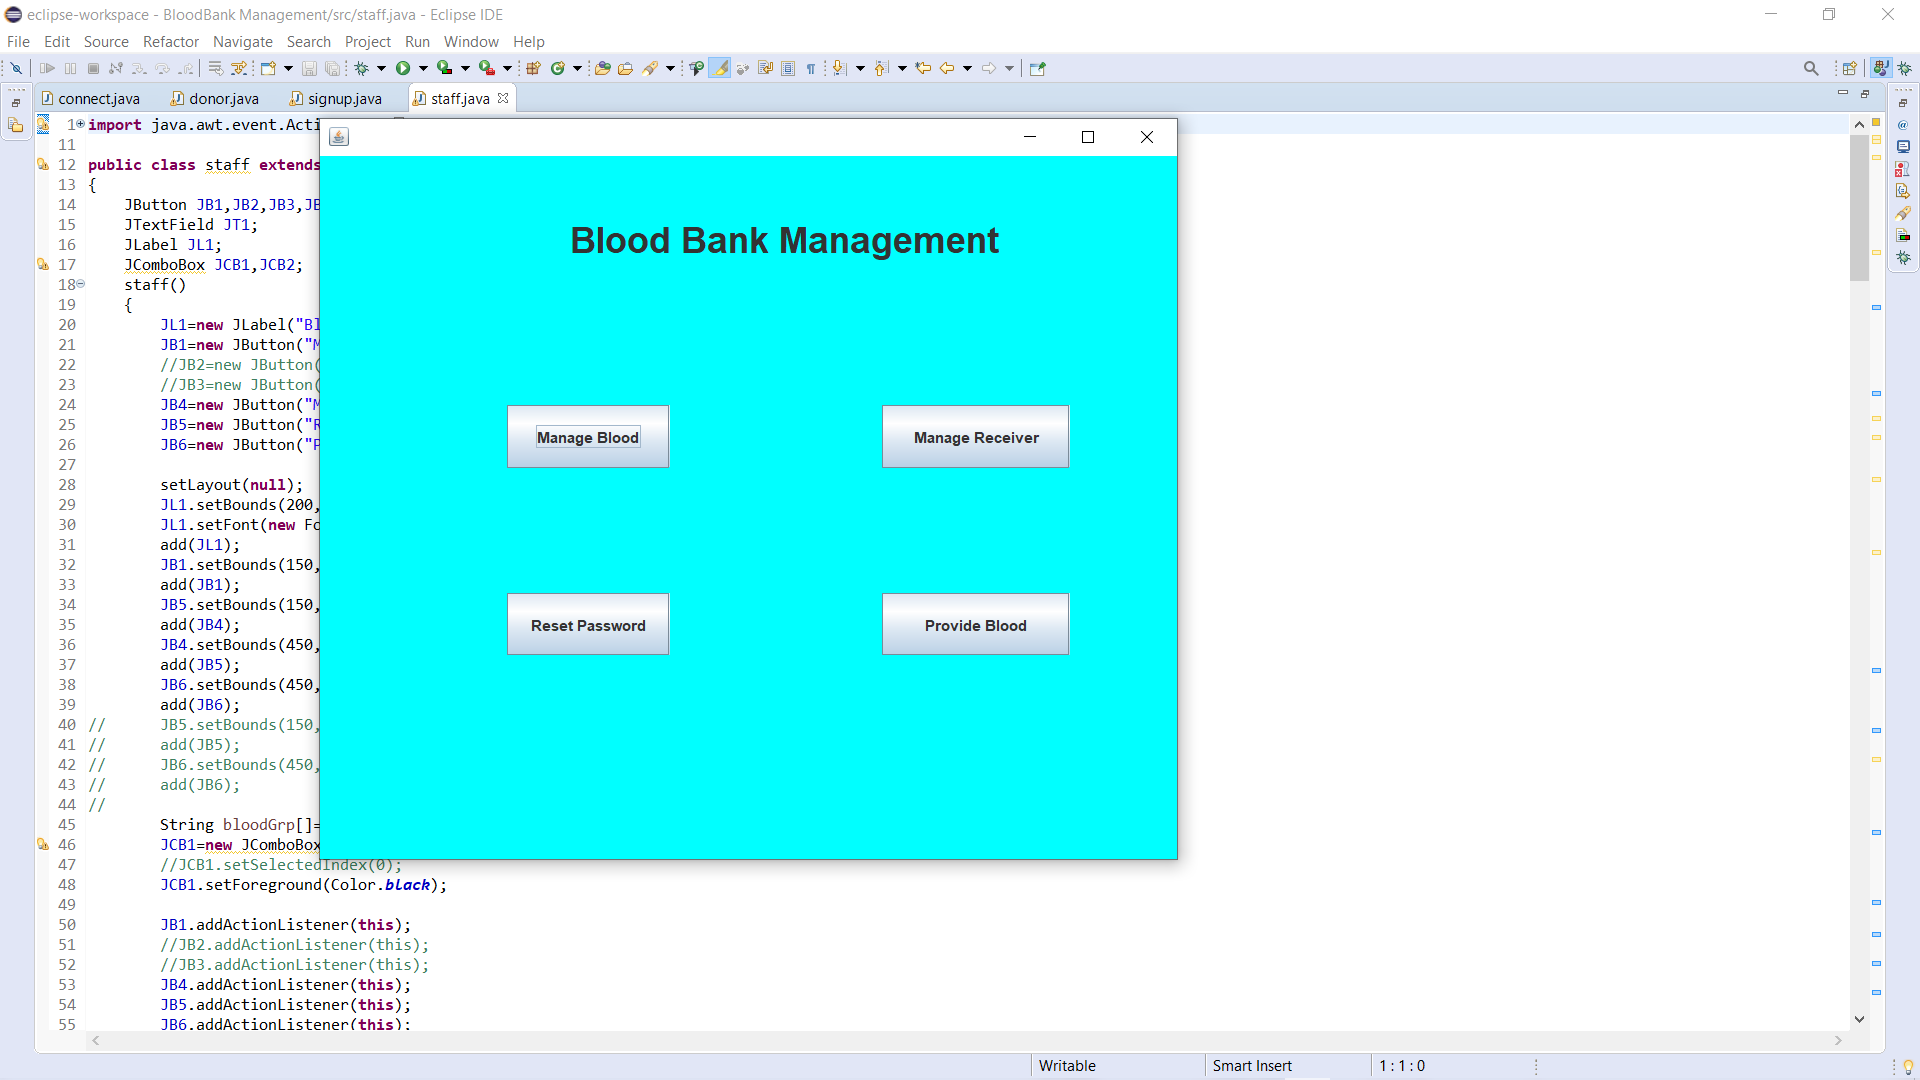 eclipse-workspace - BloodBank Management/src/staff.java - Eclipse IDE
File Edit Source Refactor Navigate Search Project Run Window Help
connect.java donor.java signup.java staff.java
1 import java.awt.event.Acti
11
12 public class staff extends
13 {
14 JButton JB1,JB2,JB3,JB
15 JTextField JT1;
16 JLabel JL1;
17 JComboBox JCB1,JCB2;
18 staff()
19 {
20 JL1=new JLabel("Bl
21 JB1=new JButton("M
22 //JB2=new JButton(
23 //JB3=new JButton(
24 JB4=new JButton("M
25 JB5=new JButton("R
26 JB6=new JButton("P
27
28 setLayout(null);
29 JL1.setBounds(200,
30 JL1.setFont(new Fo
31 add(JL1);
32 JB1.setBounds(150,
33 add(JB1);
34 JB5.setBounds(150,
35 add(JB4);
36 JB4.setBounds(450,
37 add(JB5);
38 JB6.setBounds(450,
39 add(JB6);
40 // JB5.setBounds(150,
41 // add(JB5);
42 // JB6.setBounds(450,
43 // add(JB6);
44 //
45 String bloodGrp[]=
46 JCB1=new JComboBox
47 //JCB1.setSelectedIndex(0);
48 JCB1.setForeground(Color.black);
49
50 JB1.addActionListener(this);
51 //JB2.addActionListener(this);
52 //JB3.addActionListener(this);
53 JB4.addActionListener(this);
54 JB5.addActionListener(this);
55 JB6.addActionListener(this);
Blood Bank Management
Manage Blood Manage Receiver
Reset Password Provide Blood
Writable Smart Insert 1 : 1 : 0